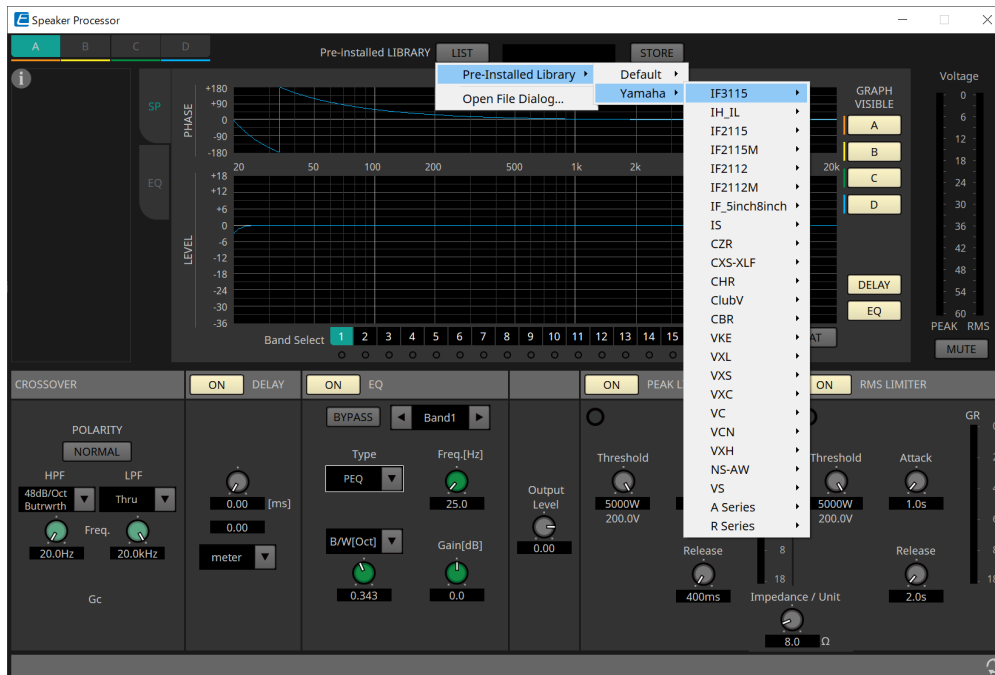 Speaker Processor
A B C D
Pre-installed LIBRARY LIST STORE
Pre-Installed Library
Open File Dialog...
Default
Yamaha
IF3115
IH_IL
IF2115
IF2115M
IF2112
IF2112M
IF_5inch8inch
IS
CZR
CXS-XLF
CHR
ClubV
CBR
VKE
VXL
VXS
VXC
VC
VCN
VXH
NS-AW
VS
A Series
R Series
SP
EQ
PHASE
+180
+90
0
-90
-180
20 50 100 200 500 1k 2k 20k
LEVEL
+18
+12
+6
0
-6
-12
-18
-24
-30
-36
Band Select 1 2 3 4 5 6 7 8 9 10 11 12 13 14 15
AT
GRAPH
VISIBLE
A
B
C
D
DELAY
EQ
Voltage
0
6
12
18
24
30
36
42
48
54
60
PEAK RMS
MUTE
CROSSOVER
POLARITY
NORMAL
HPF LPF
48dB/Oct
Butrwrth
Thru
Freq.
20.0Hz 20.0kHz
Gc
ON DELAY
0.00 [ms]
0.00
meter
ON EQ
BYPASS Band1
Type Freq.[Hz]
PEQ
25.0
B/W[Oct] Gain[dB]
0.343 0.0
Output
Level
0.00
ON PEAK L
Threshold
5000W
200.0V
Release
400ms
8
18
Impedance / Unit
8.0 Ω
ON RMS LIMITER
GR
Threshold Attack
5000W 1.0s
200.0V
Release
2.0s